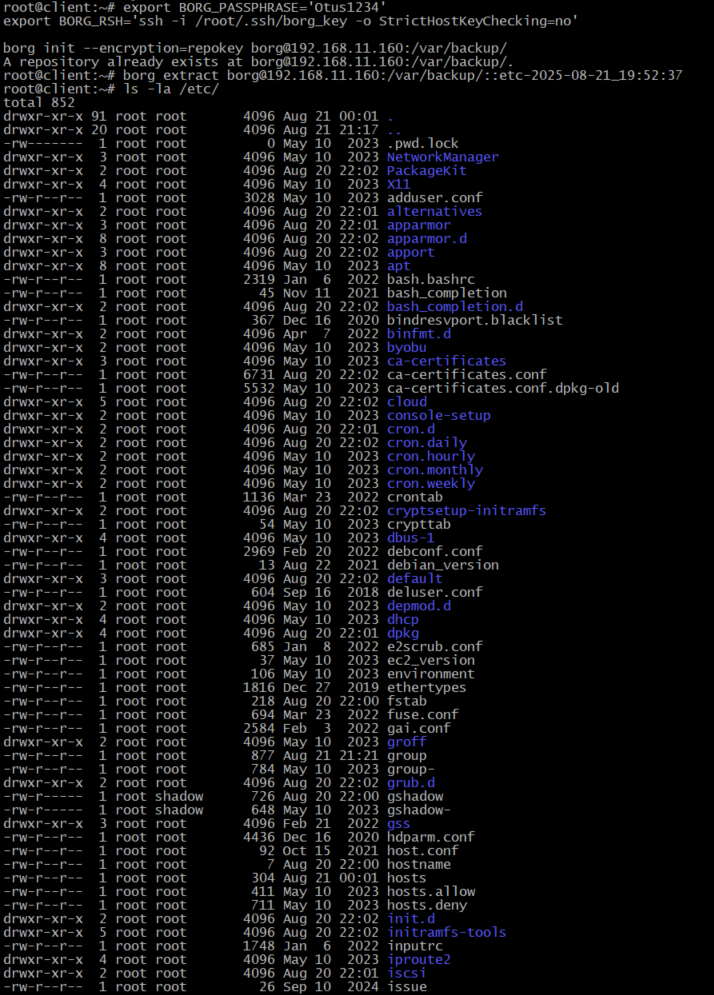 root@client:~# export BORG_PASSPHRASE='Otus1234'
export BORG_RSH='ssh -i /root/.ssh/borg_key -o StrictHostKeyChecking=no'
borg init --encryption=repokey borg@192.168.11.160:/var/backup/
A repository already exists at borg@192.168.11.160:/var/backup/.
root@client:~# borg extract borg@192.168.11.160:/var/backup/::etc-2025-08-21_19:52:37
root@client:~# ls -la /etc/
total 852
drwxr-xr-x 91 root root 4096 Aug 21 00:01 .
drwxr-xr-x 20 root root 4096 Aug 21 21:17 ..
-rw------- 1 root root 0 May 10 2023 .pwd.lock
drwxr-xr-x 3 root root 4096 May 10 2023 NetworkManager
drwxr-xr-x 2 root root 4096 Aug 20 22:02 PackageKit
drwxr-xr-x 4 root root 4096 May 10 2023 X11
-rw-r--r-- 1 root root 3028 May 10 2023 adduser.conf
drwxr-xr-x 2 root root 4096 Aug 20 22:01 alternatives
drwxr-xr-x 3 root root 4096 Aug 20 22:01 apparmor
drwxr-xr-x 8 root root 4096 Aug 20 22:02 apparmor.d
drwxr-xr-x 3 root root 4096 Aug 20 22:02 apport
drwxr-xr-x 8 root root 4096 May 10 2023 apt
-rw-r--r-- 1 root root 2319 Jan 6 2022 bash.bashrc
-rw-r--r-- 1 root root 45 Nov 11 2021 bash_completion
drwxr-xr-x 2 root root 4096 Aug 20 22:02 bash_completion.d
-rw-r--r-- 1 root root 367 Dec 16 2020 bindresvport.blacklist
drwxr-xr-x 2 root root 4096 Apr 7 2022 binfmt.d
drwxr-xr-x 2 root root 4096 May 10 2023 byobu
drwxr-xr-x 3 root root 4096 May 10 2023 ca-certificates
-rw-r--r-- 1 root root 6731 Aug 20 22:02 ca-certificates.conf
-rw-r--r-- 1 root root 5532 May 10 2023 ca-certificates.conf.dpkg-old
drwxr-xr-x 5 root root 4096 Aug 20 22:02 cloud
drwxr-xr-x 2 root root 4096 May 10 2023 console-setup
drwxr-xr-x 2 root root 4096 Aug 20 22:01 cron.d
drwxr-xr-x 2 root root 4096 Aug 20 22:02 cron.daily
drwxr-xr-x 2 root root 4096 May 10 2023 cron.hourly
drwxr-xr-x 2 root root 4096 May 10 2023 cron.monthly
drwxr-xr-x 2 root root 4096 May 10 2023 cron.weekly
-rw-r--r-- 1 root root 1136 Mar 23 2022 crontab
drwxr-xr-x 2 root root 4096 Aug 20 22:02 cryptsetup-initramfs
-rw-r--r-- 1 root root 54 May 10 2023 crypttab
drwxr-xr-x 4 root root 4096 May 10 2023 dbus-1
-rw-r--r-- 1 root root 2969 Feb 20 2022 debconf.conf
-rw-r--r-- 1 root root 13 Aug 22 2021 debian_version
drwxr-xr-x 3 root root 4096 Aug 20 22:02 default
-rw-r--r-- 1 root root 604 Sep 16 2018 deluser.conf
drwxr-xr-x 2 root root 4096 May 10 2023 depmod.d
drwxr-xr-x 4 root root 4096 May 10 2023 dhcp
drwxr-xr-x 4 root root 4096 Aug 20 22:01 dpkg
-rw-r--r-- 1 root root 685 Jan 8 2022 e2scrub.conf
-rw-r--r-- 1 root root 37 May 10 2023 ec2_version
-rw-r--r-- 1 root root 106 May 10 2023 environment
-rw-r--r-- 1 root root 1816 Dec 27 2019 ethertypes
-rw-r--r-- 1 root root 218 Aug 20 22:00 fstab
-rw-r--r-- 1 root root 694 Mar 23 2022 fuse.conf
-rw-r--r-- 1 root root 2584 Feb 3 2022 gai.conf
drwxr-xr-x 2 root root 4096 May 10 2023 groff
-rw-r--r-- 1 root root 877 Aug 21 21:21 group
-rw-r--r-- 1 root root 784 May 10 2023 group-
drwxr-xr-x 2 root root 4096 Aug 20 22:02 grub.d
-rw-r----- 1 root shadow 726 Aug 20 22:00 gshadow
-rw-r----- 1 root shadow 648 May 10 2023 gshadow-
drwxr-xr-x 3 root root 4096 Feb 21 2022 gss
-rw-r--r-- 1 root root 4436 Dec 16 2020 hdparm.conf
-rw-r--r-- 1 root root 92 Oct 15 2021 host.conf
-rw-r--r-- 1 root root 7 Aug 20 22:00 hostname
-rw-r--r-- 1 root root 304 Aug 21 00:01 hosts
-rw-r--r-- 1 root root 411 May 10 2023 hosts.allow
-rw-r--r-- 1 root root 711 May 10 2023 hosts.deny
drwxr-xr-x 2 root root 4096 Aug 20 22:02 init.d
drwxr-xr-x 5 root root 4096 Aug 20 22:02 initramfs-tools
-rw-r--r-- 1 root root 1748 Jan 6 2022 inputrc
drwxr-xr-x 4 root root 4096 May 10 2023 iproute2
drwxr-xr-x 2 root root 4096 Aug 20 22:01 iscsi
-rw-r--r-- 1 root root 26 Sep 10 2024 issue